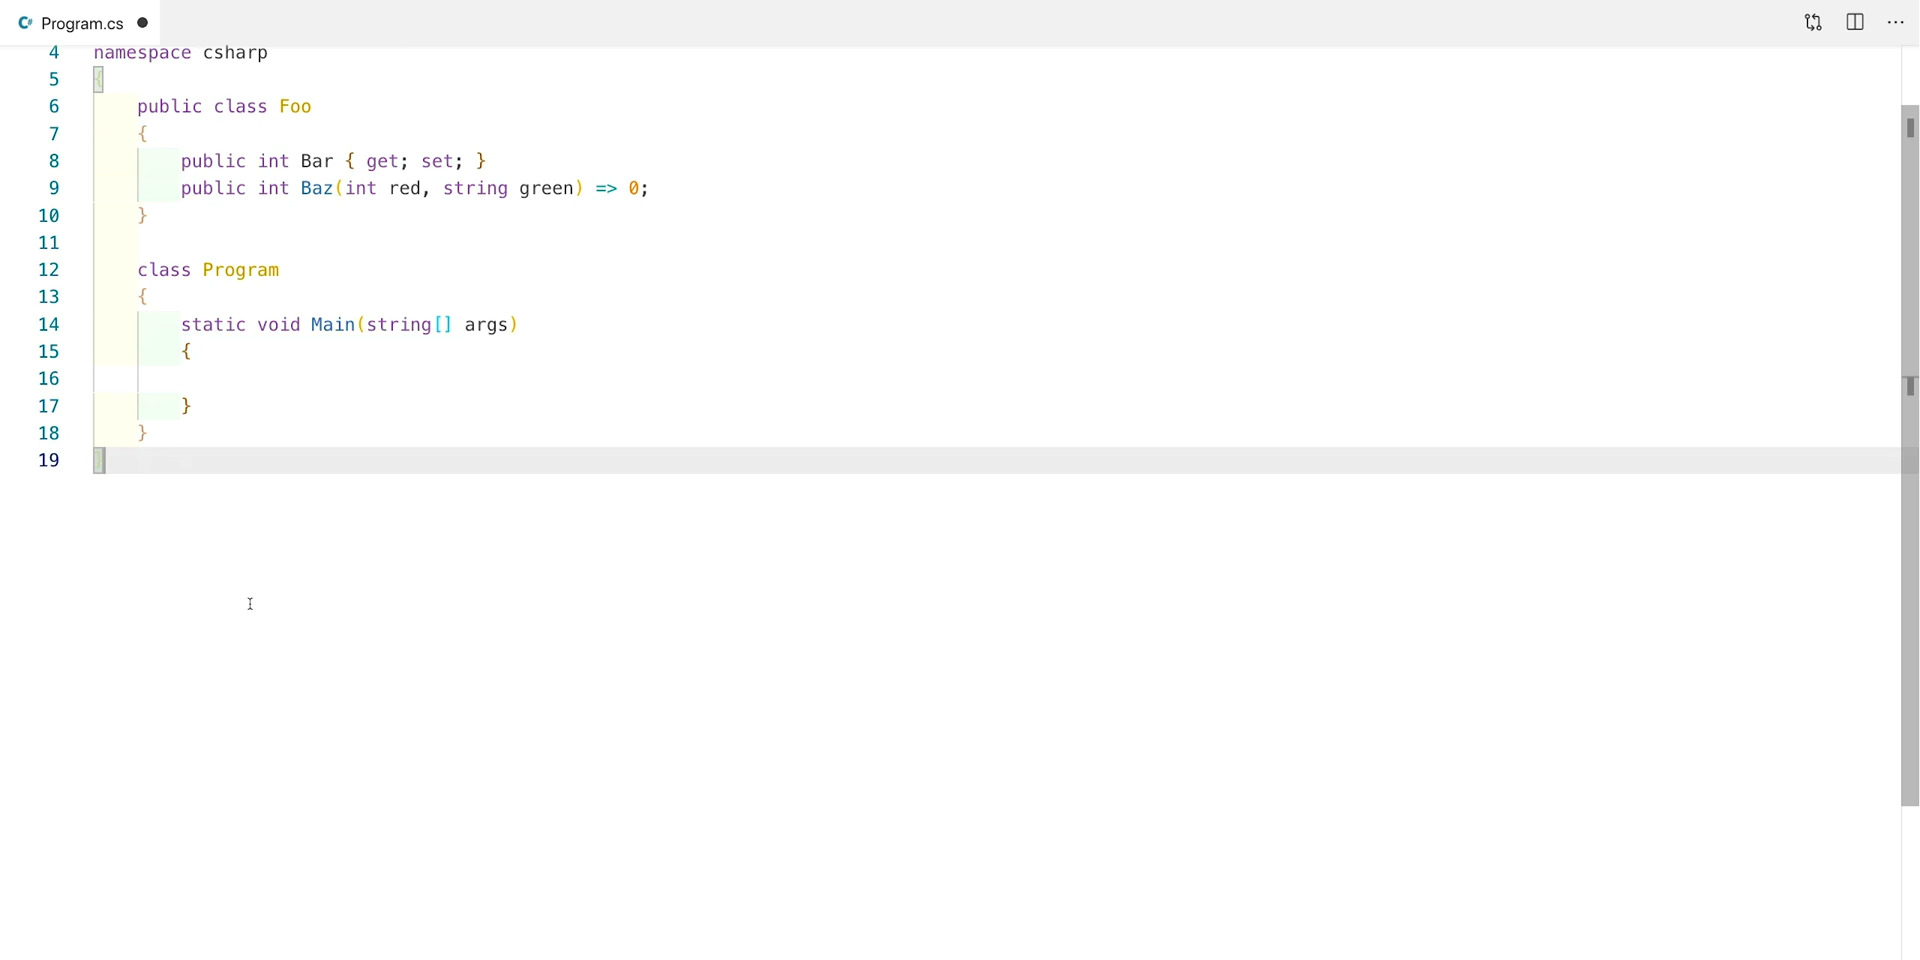 C# Program.cs
4 namespace csharp
5 {
6 public class Foo
7 {
8 public int Bar { get; set; }
9 public int Baz(int red, string green) => 0;
10 }
11
12 class Program
13 {
14 static void Main(string[] args)
15 {
16
17 }
18 }
19 }